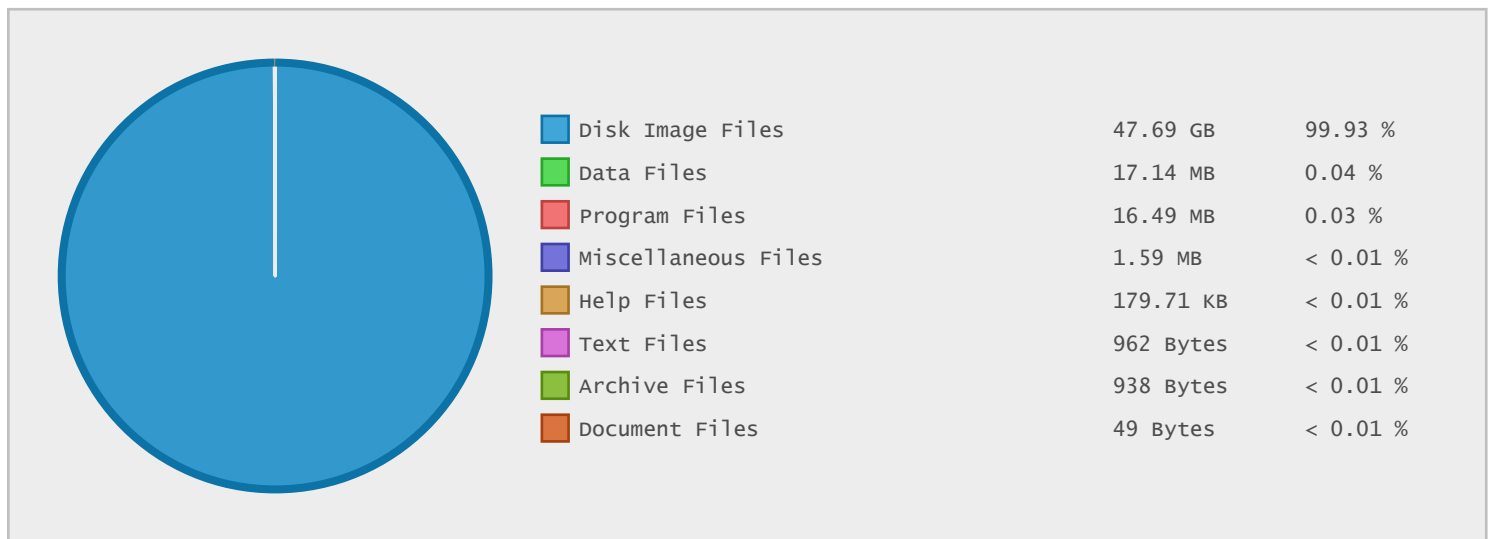 Disk Image Files 47.69 GB 99.93 %
Data Files 17.14 MB 0.04 %
Program Files 16.49 MB 0.03 %
Miscellaneous Files 1.59 MB < 0.01 %
Help Files 179.71 KB < 0.01 %
Text Files 962 Bytes < 0.01 %
Archive Files 938 Bytes < 0.01 %
Document Files 49 Bytes < 0.01 %